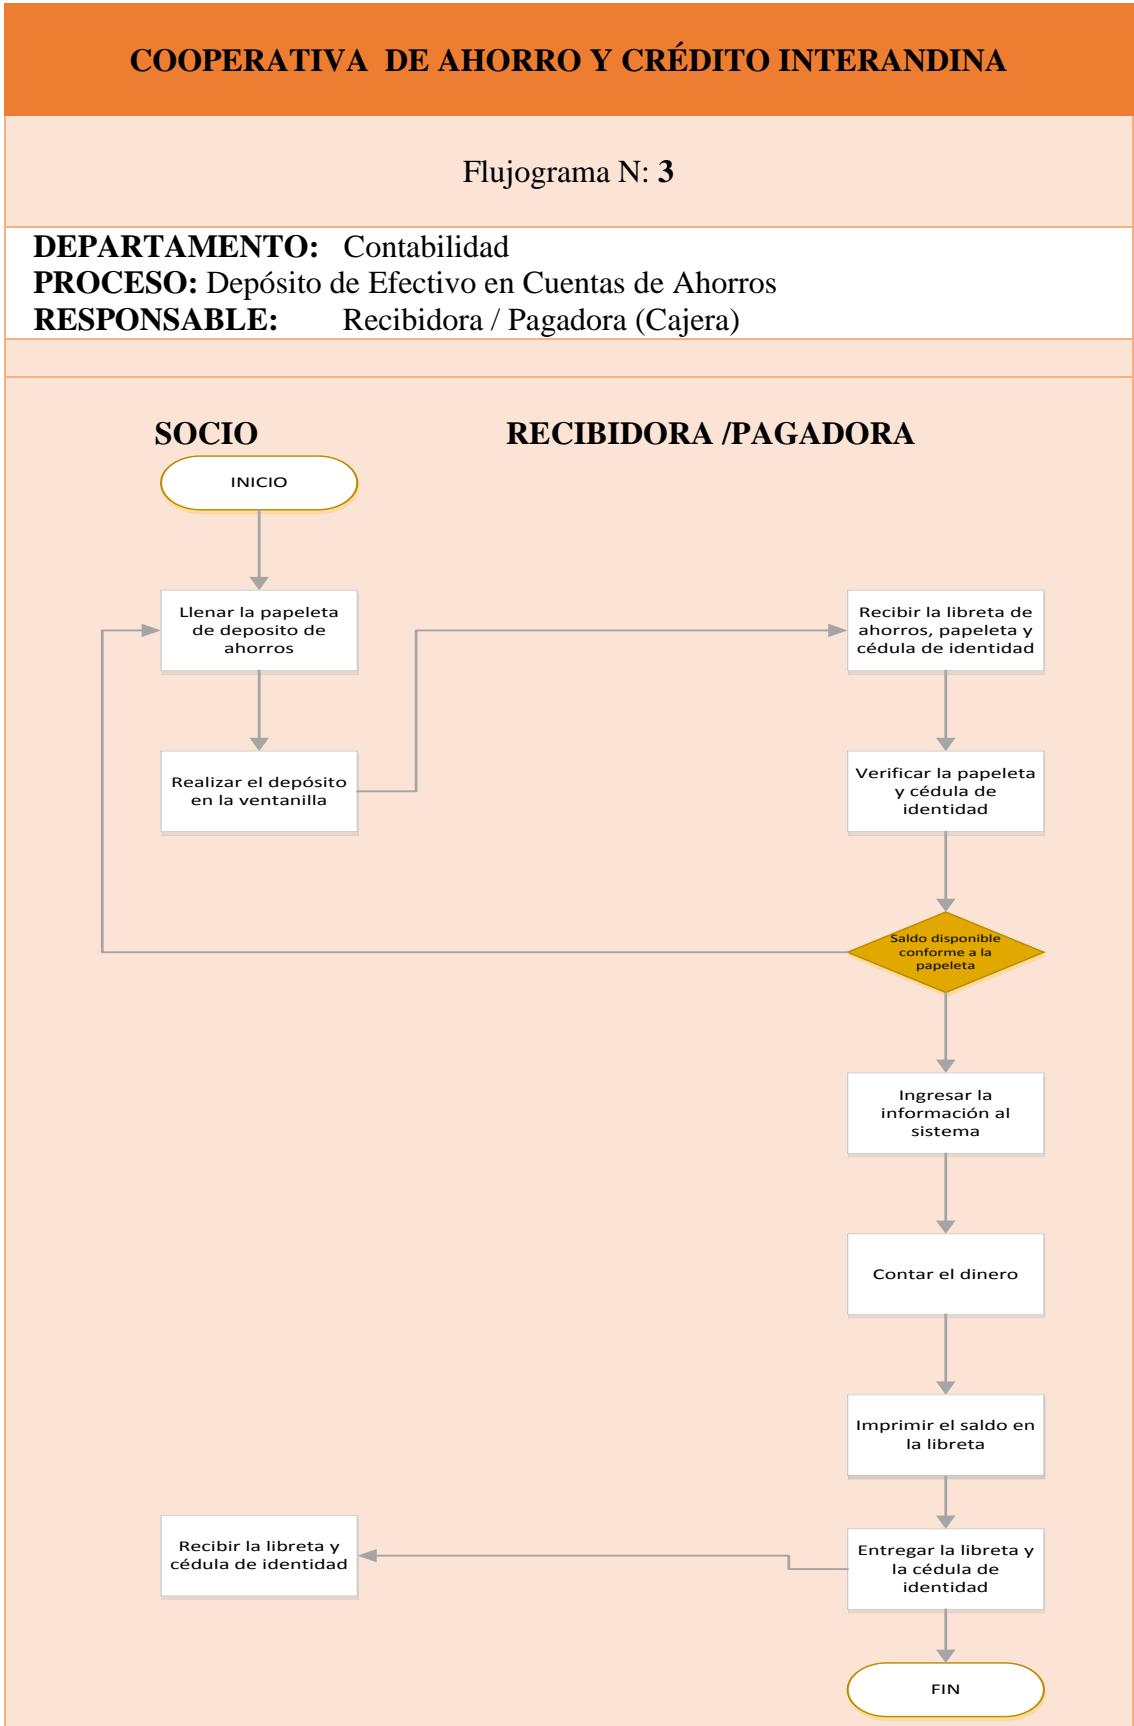 COOPERATIVA DE AHORRO Y CRÉDITO INTERANDINA
Flujograma N: 3
DEPARTAMENTO: Contabilidad
PROCESO: Depósito de Efectivo en Cuentas de Ahorros
RESPONSABLE: Recibidora / Pagadora (Cajera)
SOCIO
RECIBIDORA /PAGADORA
INICIO
Llenar la papeleta
de deposito de
ahorros
Realizar el depósito
en la ventanilla
Recibir la libreta de
ahorros, papeleta y
cédula de identidad
Verificar la papeleta
y cédula de
identidad
Saldo disponible
conforme a la
papeleta
Ingresar la
información al
sistema
Contar el dinero
Imprimir el saldo en
la libreta
Entregar la libreta y
la cédula de
identidad
Recibir la libreta y
cédula de identidad
FIN